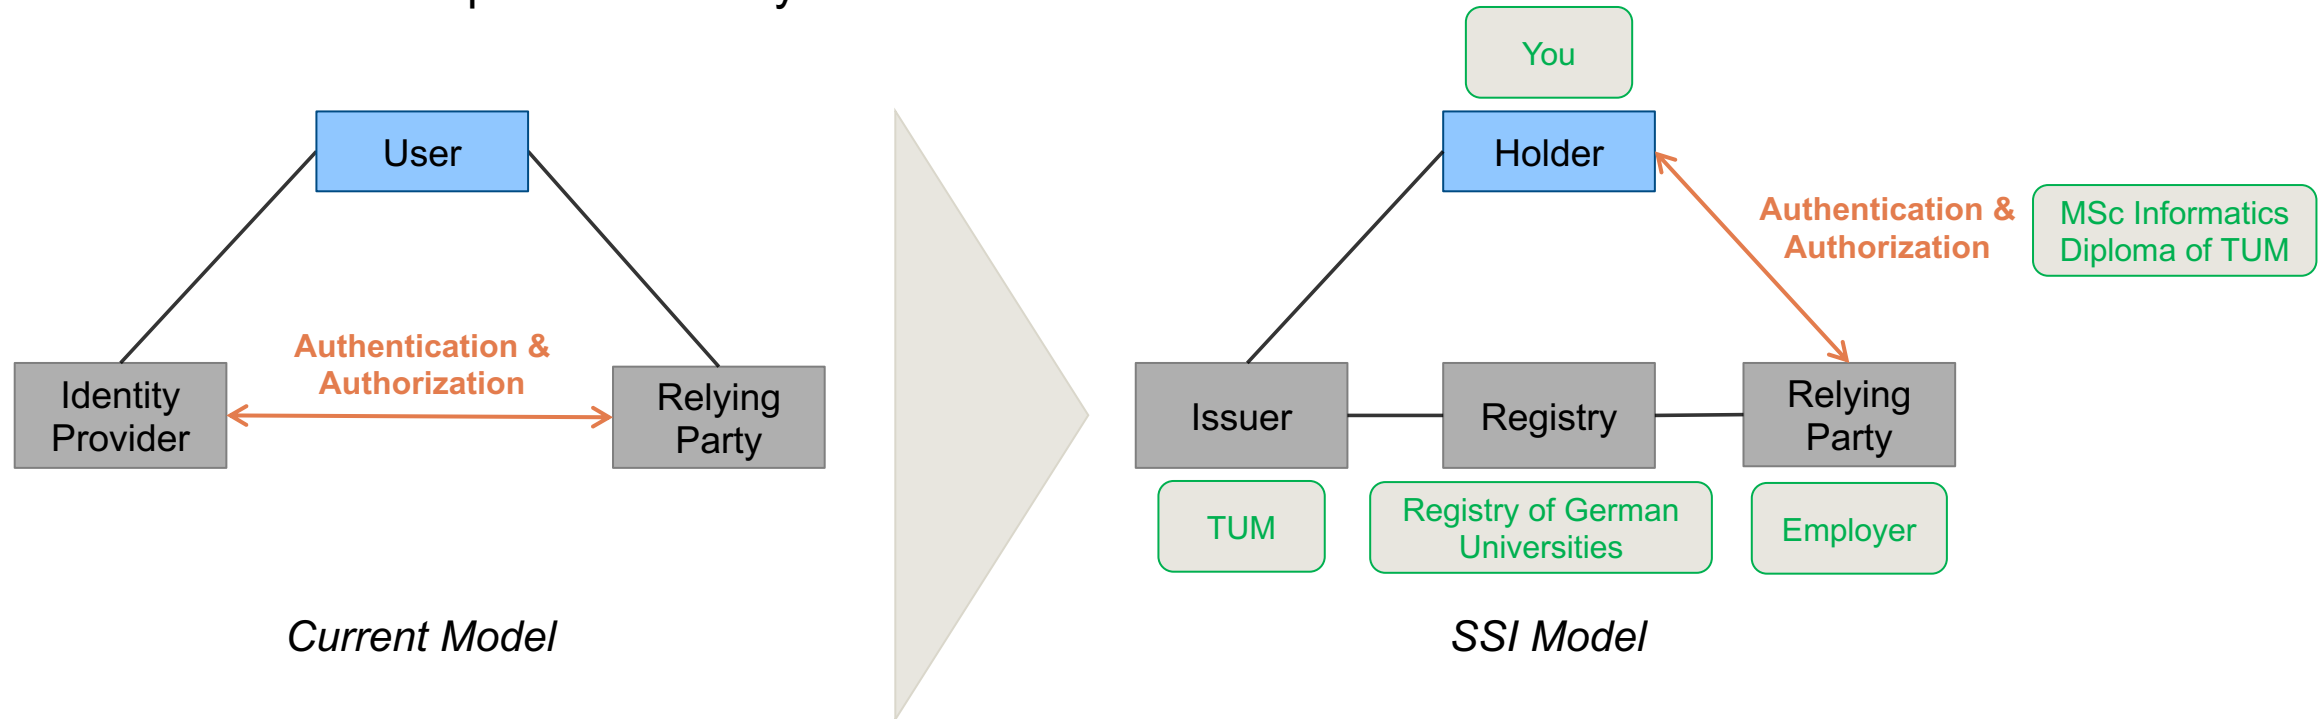 You
User
Holder
Authentication &
Authorization
MSc Informatics
Diploma of TUM
Authentication &
Authorization
Identity
Provider
Relying
Party
Issuer
Registry
Relying
Party
TUM
Registry of German
Universities
Employer
Current Model
SSI Model